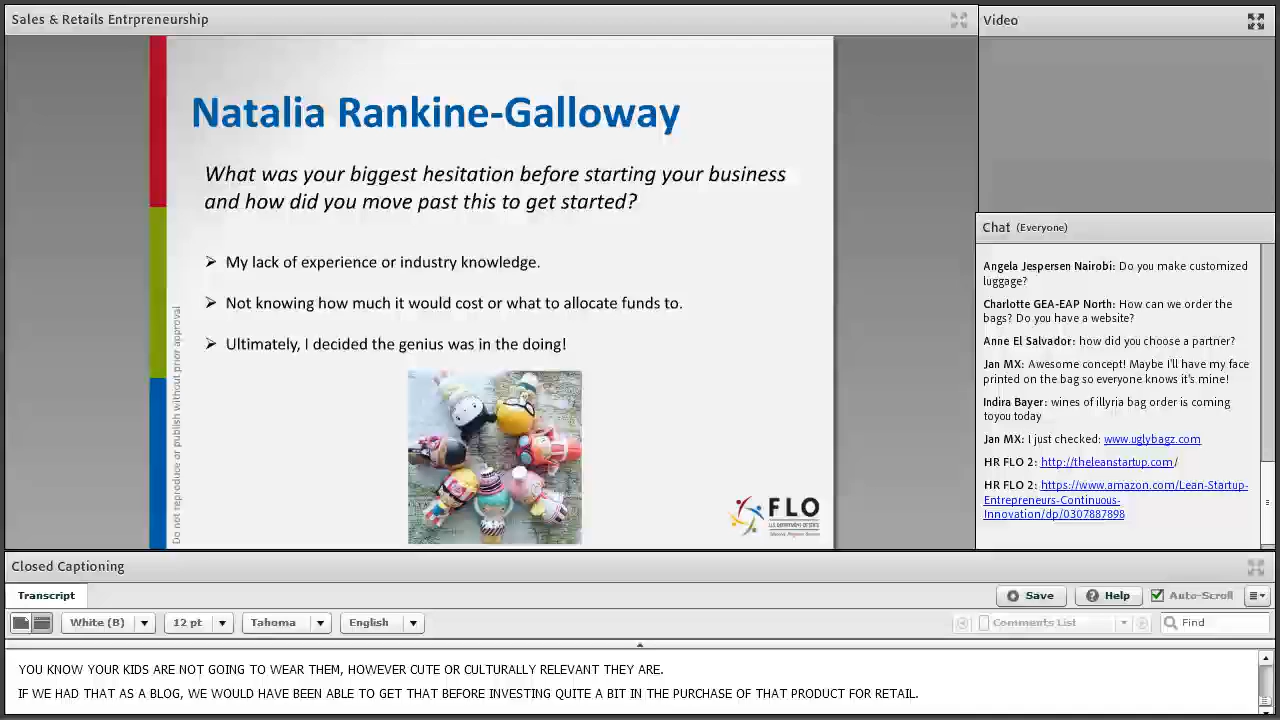 Sales & Retails Entrpreneurship
Natalia Rankine-Galloway
What was your biggest hesitation before starting your business
and how did you move past this to get started?
My lack of experience or industry knowledge.
Not knowing how much it would cost or what to allocate funds to.
Ultimately, I decided the genius was in the doing!
Do not reproduce or publish without prior approval
FLO
U.S. DEPARTMENT OF STATE
Video
Chat (Everyone)
Angela Jespersen Nairobi: Do you make customized
luggage?
Charlotte GEA-EAP North: How can we order the
bags? Do you have a website?
Anne El Salvador: how did you choose a partner?
Jan MX: Awesome concept! Maybe I'll have my face
printed on the bag so everyone knows it's mine!
Indira Bayer: wines of illyria bag order is coming
toyou today
Jan MX: I just checked: www.uglybagz.com
HR FLO 2: http://theleanstartup.com/
HR FLO 2: https://www.amazon.com/Lean-Startup-
Entrepreneurs-Continuous-
Innovation/dp/0307887898
Closed Captioning
Transcript
Save
Help
Auto-Scroll
White (B)
12 pt
Tahoma
English
Comments List
Find
YOU KNOW YOUR KIDS ARE NOT GOING TO WEAR THEM, HOWEVER CUTE OR CULTURALLY RELEVANT THEY ARE.
IF WE HAD THAT AS A BLOG, WE WOULD HAVE BEEN ABLE TO GET THAT BEFORE INVESTING QUITE A BIT IN THE PURCHASE OF THAT PRODUCT FOR RETAIL.